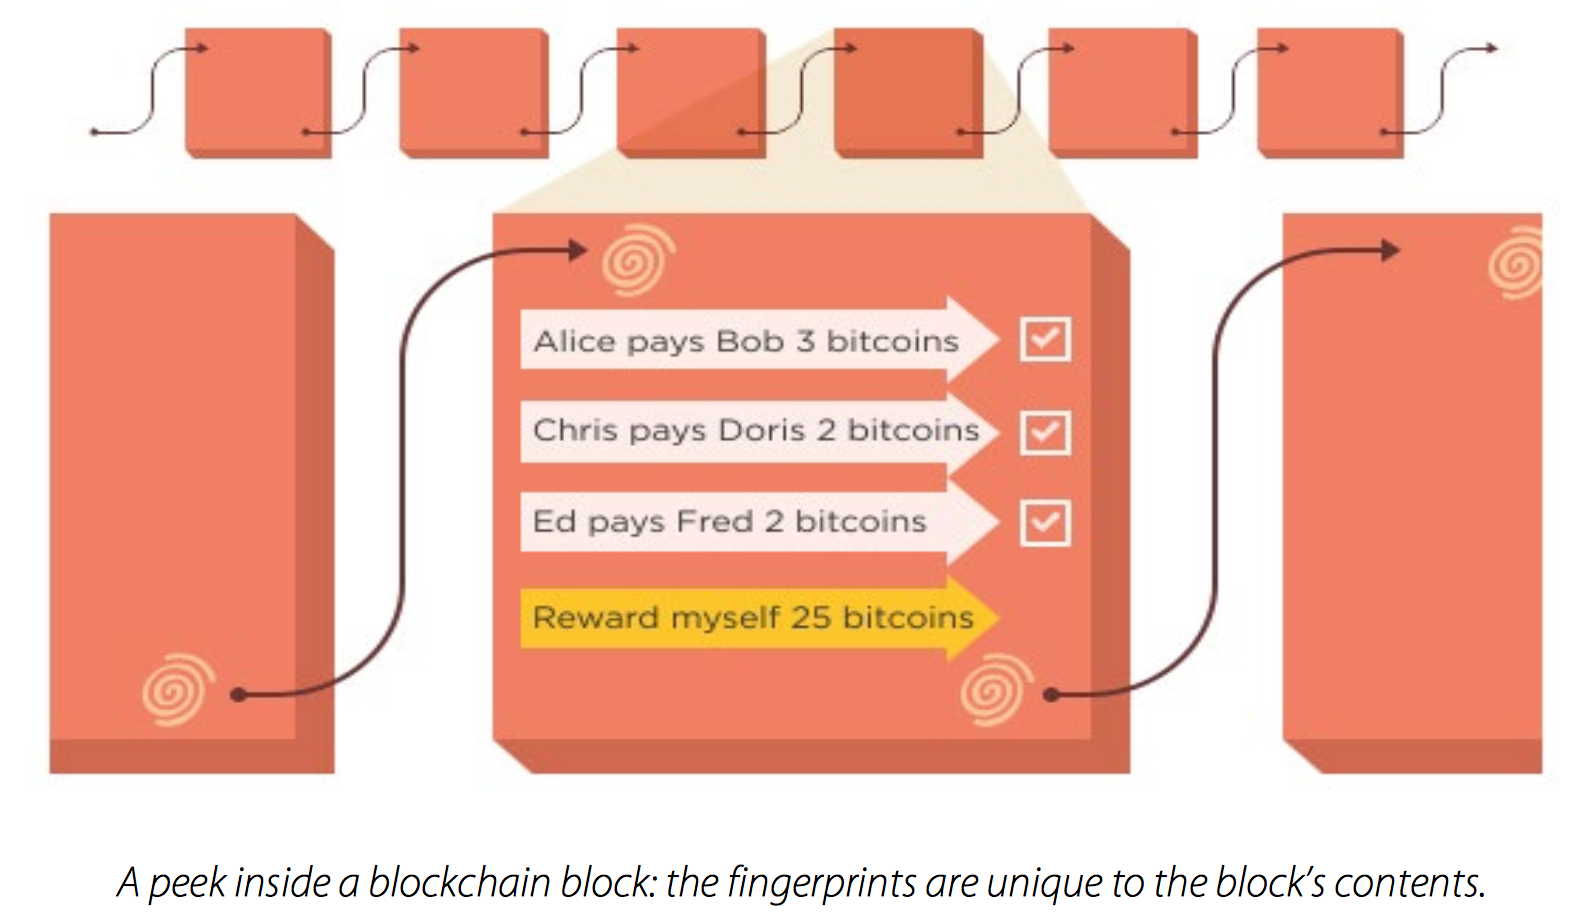 Alice pays Bob 3 bitcoins
Chris pays Doris 2 bitcoins
Ed pays Fred 2 bitcoins
Reward myself 25 bitcoins
A peek inside a blockchain block: the fingerprints are unique to the block’s contents.